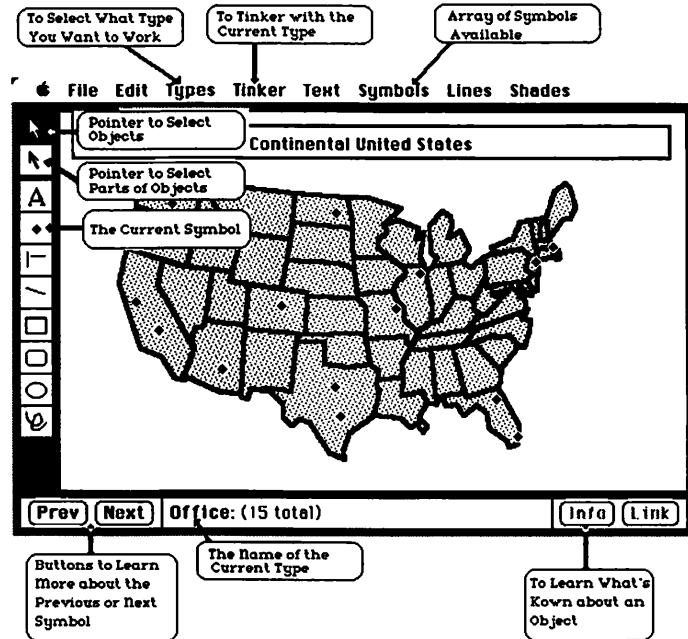 To Select What Type
You Want to Work
To Tinker with the
Current Type
Array of Symbols
Available
File Edit Types Tinker Text Symbols Lines Shades
Pointer to Select
Objects
Continental United States
Pointer to Select
Parts of Objects
A
The Current Symbol
Prev Next Office: (15 total) Info Link
Buttons to Learn
More about the
Previous or Next
Symbol
The Name of the
Current Type
To Learn What's
Kown about an
Object